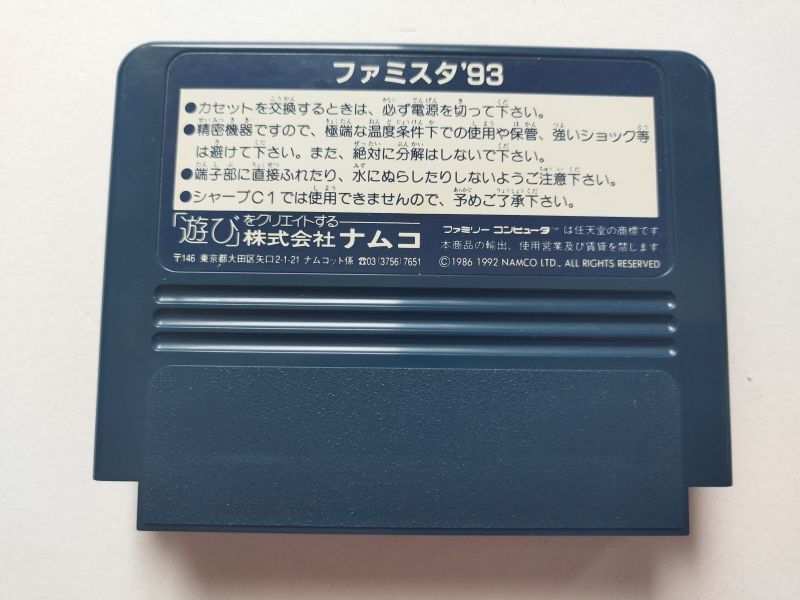 ファミスタ'93
●カセットを交換するときは、必ず電源を切って下さい。
●精密機器ですので、極端な温度条件下での使用や保管、強いショック等
は避けて下さい。また、絶対に分解はしないで下さい。
●端子部に直接ふれたり、水にぬらしたりしないようご注意下さい。
●シャープC1では使用できませんので、予めご了承下さい。
「遊び」をクリエイトする
株式会社 ナムコ
ファミリー コンピュータ™は任天堂の商標です。
本商品の輸出、使用営業及び賃貸を禁じます
〒146 東京都大田区矢口2-1-21 ナムコット係 ☎03(3756)7651
©1986 1992 NAMCO LTD., ALL RIGHTS RESERVED